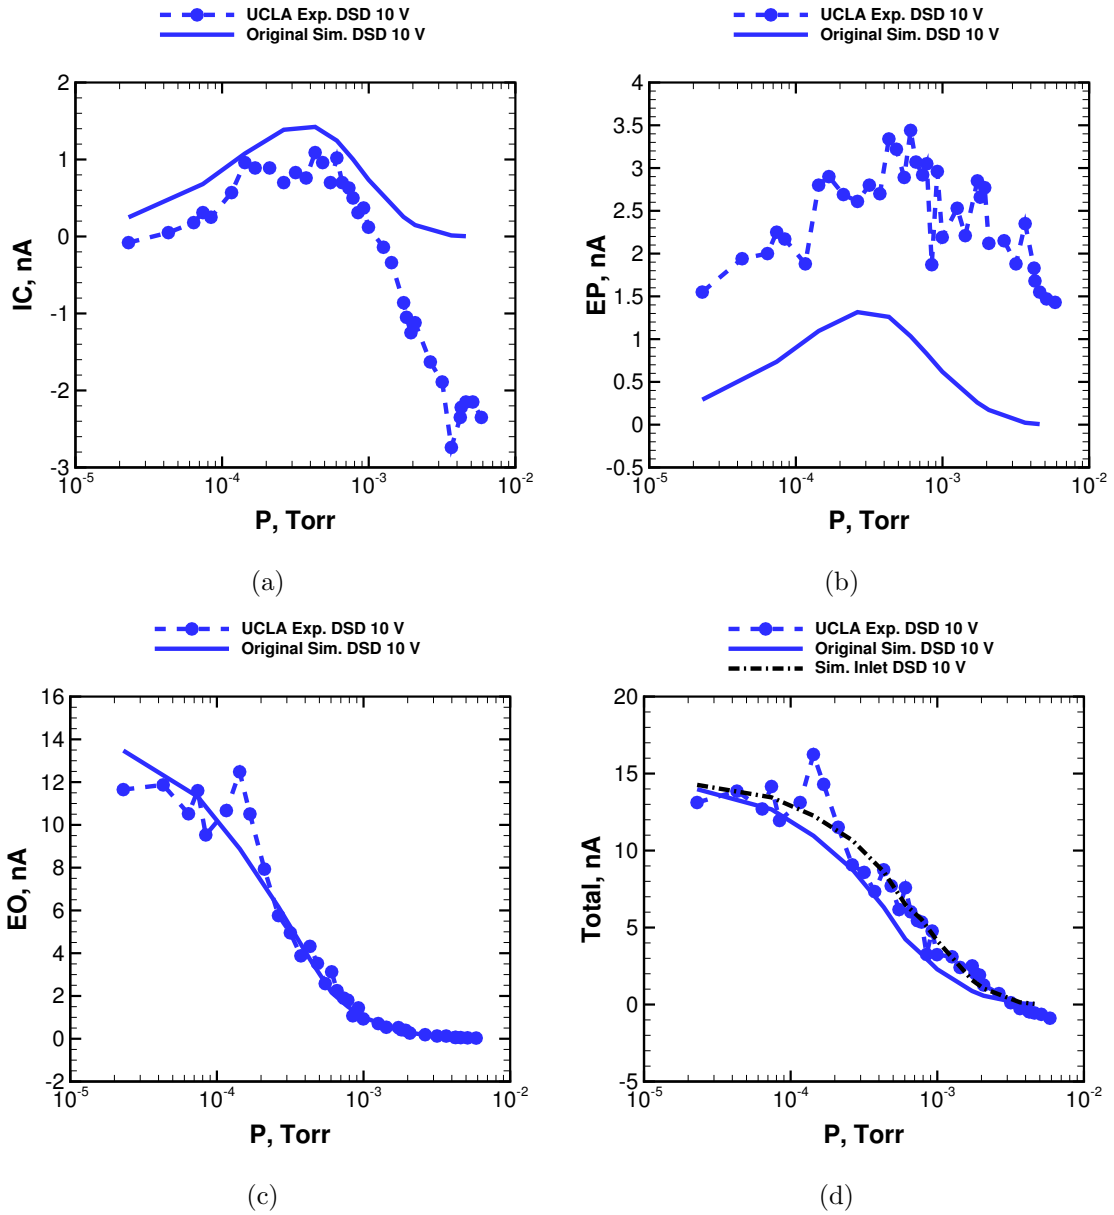 UCLA Exp. DSD 10 V
Original Sim. DSD 10 V
2
1
0
-1
-2
-3
IC, nA
10^-5
10^-4
10^-3
10^-2
P, Torr
(a)
UCLA Exp. DSD 10 V
Original Sim. DSD 10 V
4
3.5
3
2.5
2
1.5
1
0.5
0
-0.5
EP, nA
10^-5
10^-4
10^-3
10^-2
P, Torr
(b)
UCLA Exp. DSD 10 V
Original Sim. DSD 10 V
16
14
12
10
8
6
4
2
0
-2
EO, nA
10^-5
10^-4
10^-3
10^-2
P, Torr
(c)
UCLA Exp. DSD 10 V
Original Sim. DSD 10 V
Sim. Inlet DSD 10 V
20
15
10
5
0
-5
Total, nA
10^-5
10^-4
10^-3
10^-2
P, Torr
(d)